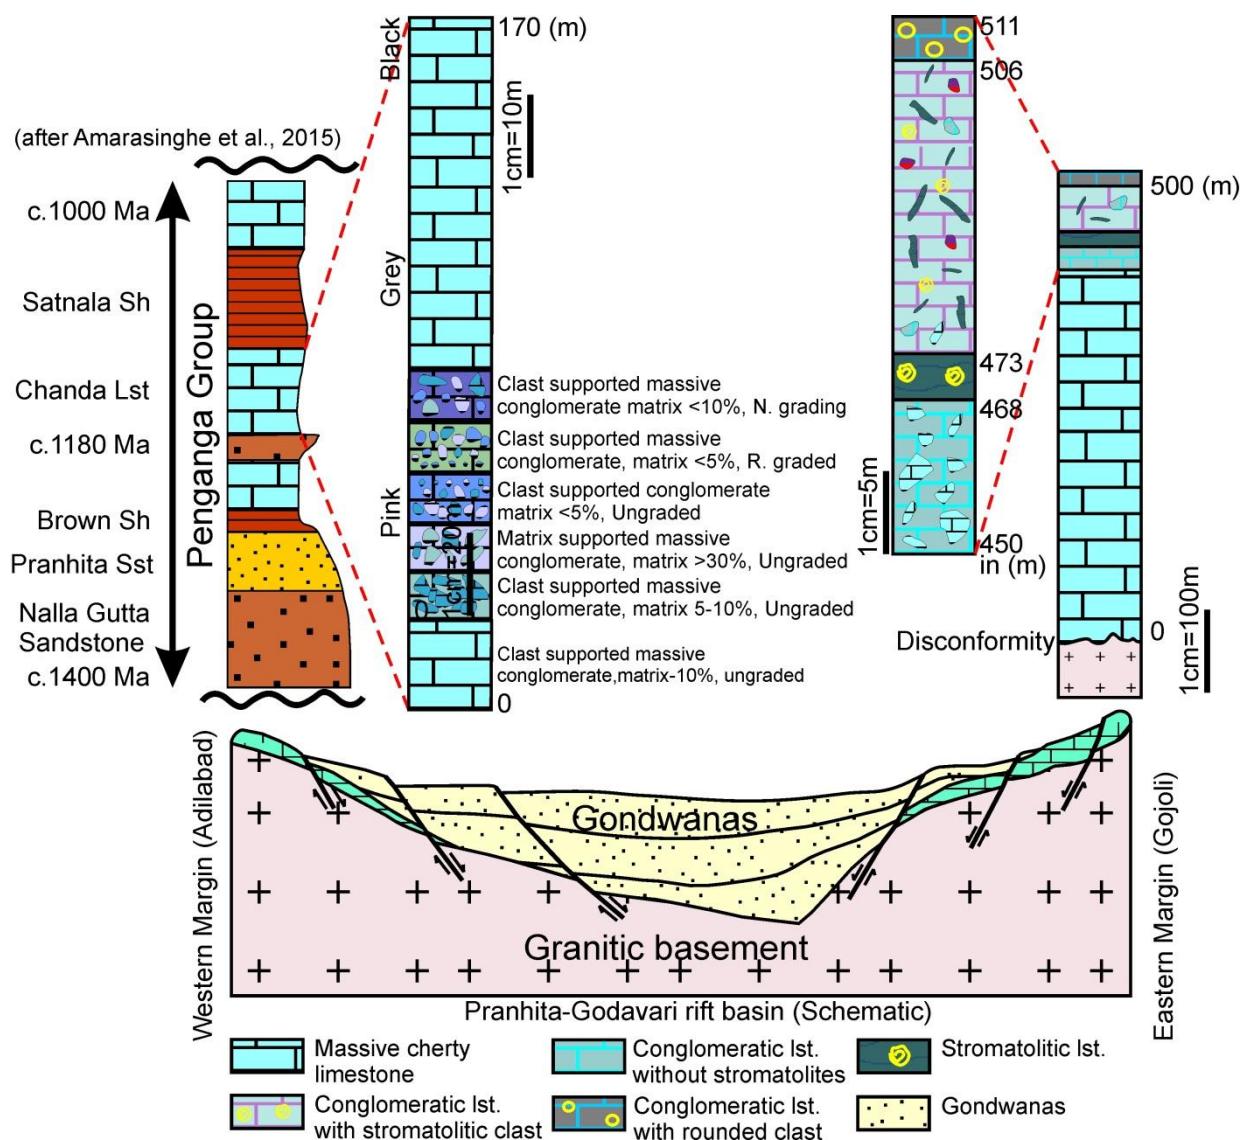 (after Amarasinghe et al., 2015)
c.1000 Ma
Satnala Sh
Chanda Lst
c.1180 Ma
Brown Sh
Pranhita Sst
Nalla Gutta
Sandstone
c.1400 Ma
Penganga Group
Black
Grey
Pink
170 (m)
1cm=10m
Clast supported massive
conglomerate matrix <10%, N. grading
Clast supported massive
conglomerate, matrix <5%, R. graded
Clast supported conglomerate
matrix <5%, Ungraded
Matrix supported massive
conglomerate, matrix >30%, Ungraded
Clast supported massive
conglomerate, matrix 5-10%, Ungraded
1cm=20m
Clast supported massive
conglomerate,matrix-10%, ungraded
0
511
506
473
468
450
in (m)
1cm=5m
500 (m)
0
Disconformity
1cm=100m
Western Margin (Adilabad)
Gondwanas
Granitic basement
Eastern Margin (Gojoli)
Pranhita-Godavari rift basin (Schematic)
Massive cherty
limestone
Conglomeratic lst.
without stromatolites
Stromatolitic lst.
Conglomeratic lst.
with stromatolitic clast
Conglomeratic lst.
with rounded clast
Gondwanas